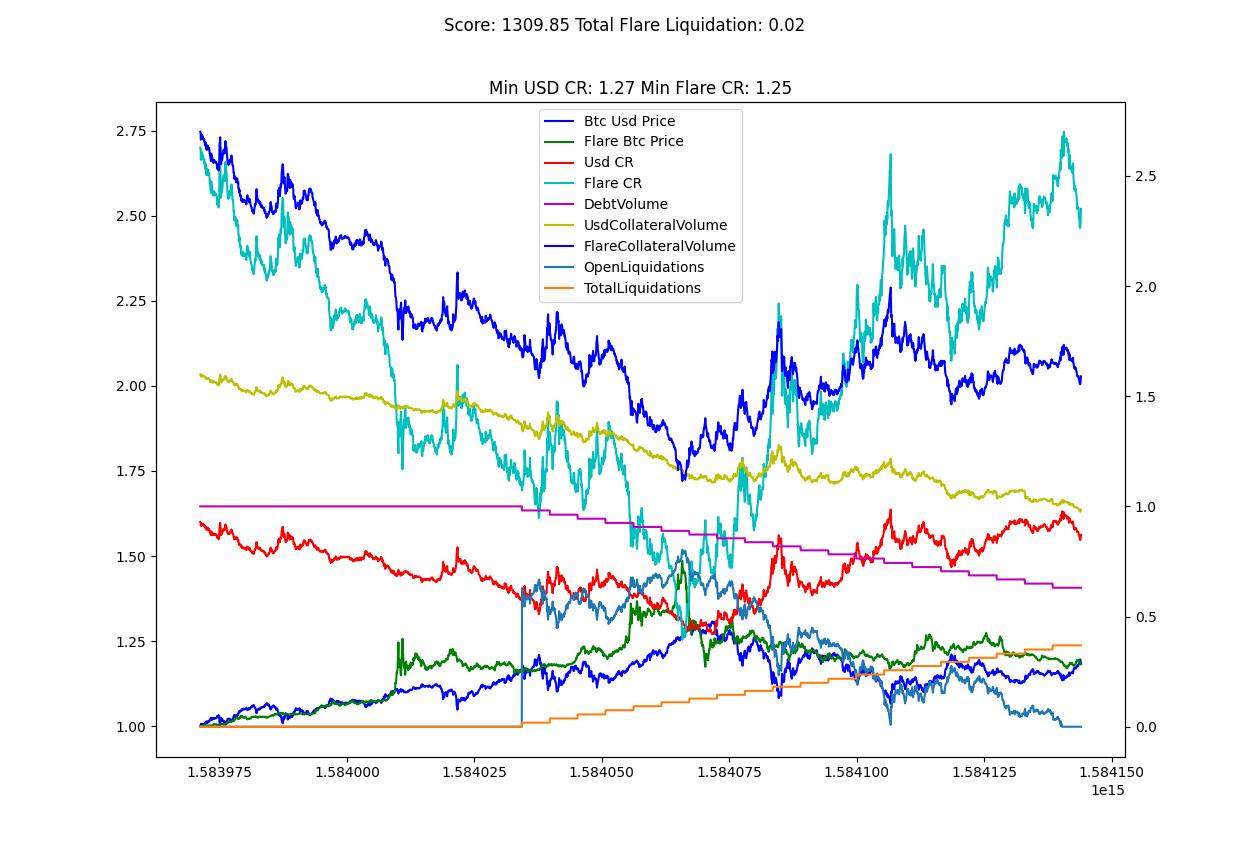 Score: 1309.85 Total Flare Liquidation: 0.02
Min USD CR: 1.27 Min Flare CR: 1.25
Btc Usd Price
Flare Btc Price
Usd CR
Flare CR
DebtVolume
UsdCollateralVolume
FlareCollateralVolume
OpenLiquidations
TotalLiquidations
2.75
2.50
2.25
2.00
1.75
1.50
1.25
1.00
2.5
2.0
1.5
1.0
0.5
0.0
1.583975 1.584000 1.584025 1.584050 1.584075 1.584100 1.584125 1.584150
1e15